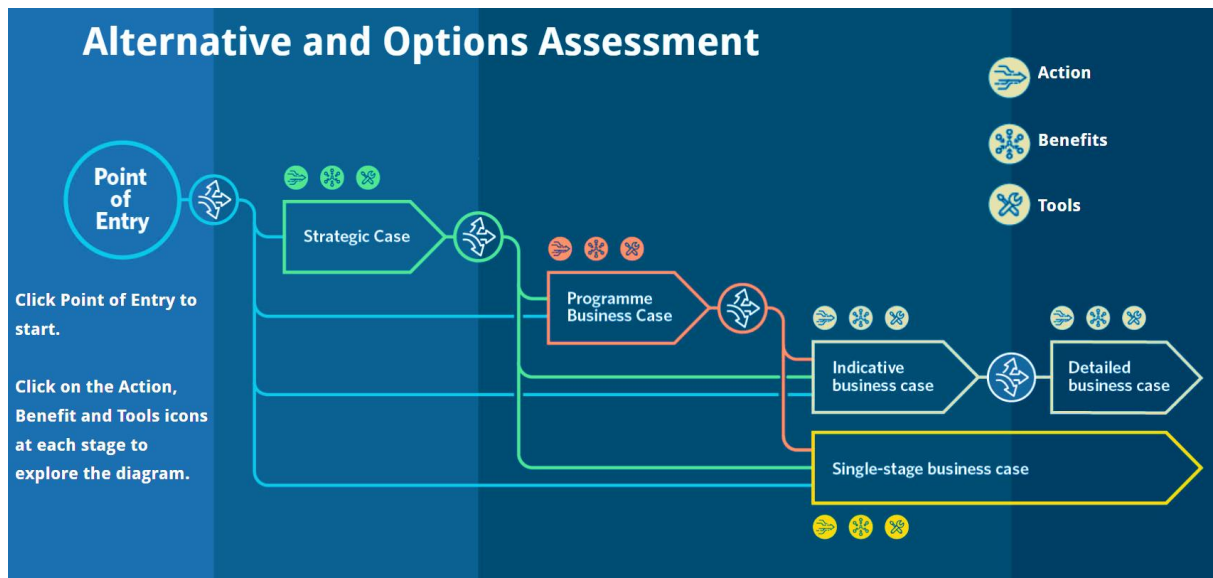 Alternative and Options Assessment
Action
Benefits
Tools
Point
of
Entry
Strategic Case
Programme
Business Case
Indicative
business case
Detailed
business case
Single-stage business case
Click Point of Entry to
start.
Click on the Action,
Benefit and Tools icons
at each stage to
explore the diagram.